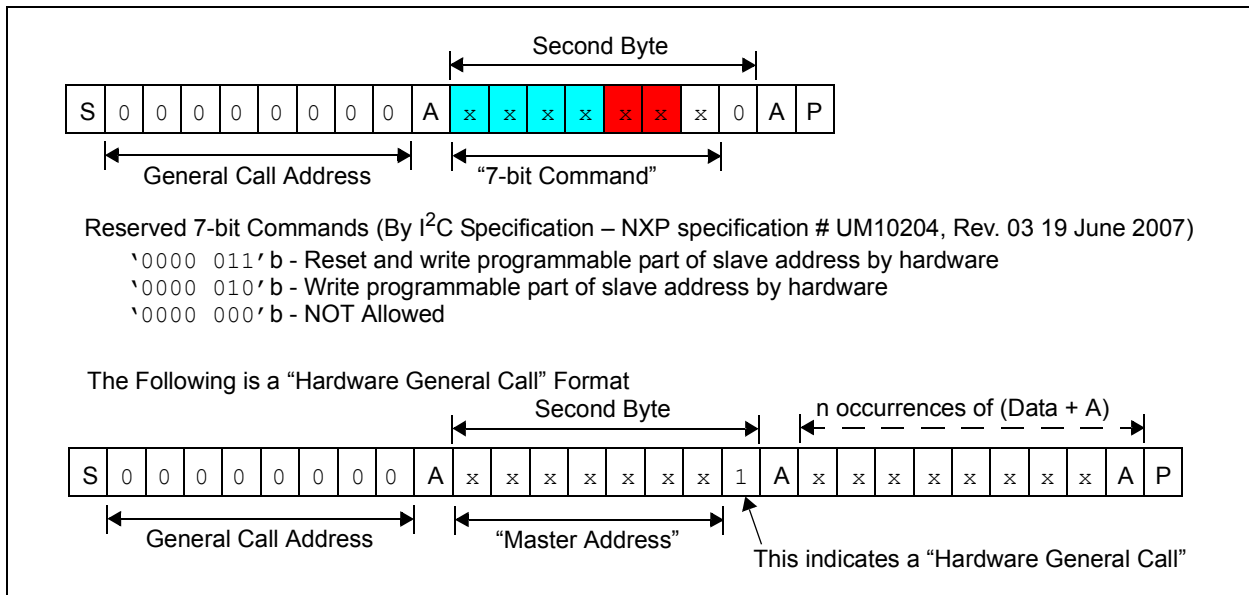 Second Byte
S 0 0 0 0 0 0 0 0 A x x x x x x x 0 A P
General Call Address “7-bit Command”
Reserved 7-bit Commands (By I2C Specification – NXP specification # UM10204, Rev. 03 19 June 2007)
‘0000 011’ b - Reset and write programmable part of slave address by hardware
‘0000 010’ b - Write programmable part of slave address by hardware
‘0000 000’ b - NOT Allowed
The Following is a “Hardware General Call” Format
Second Byte n occurrences of (Data + A)
S 0 0 0 0 0 0 0 0 A x x x x x x x 1 A x x x x x x x x A P
General Call Address “Master Address”
This indicates a “Hardware General Call”